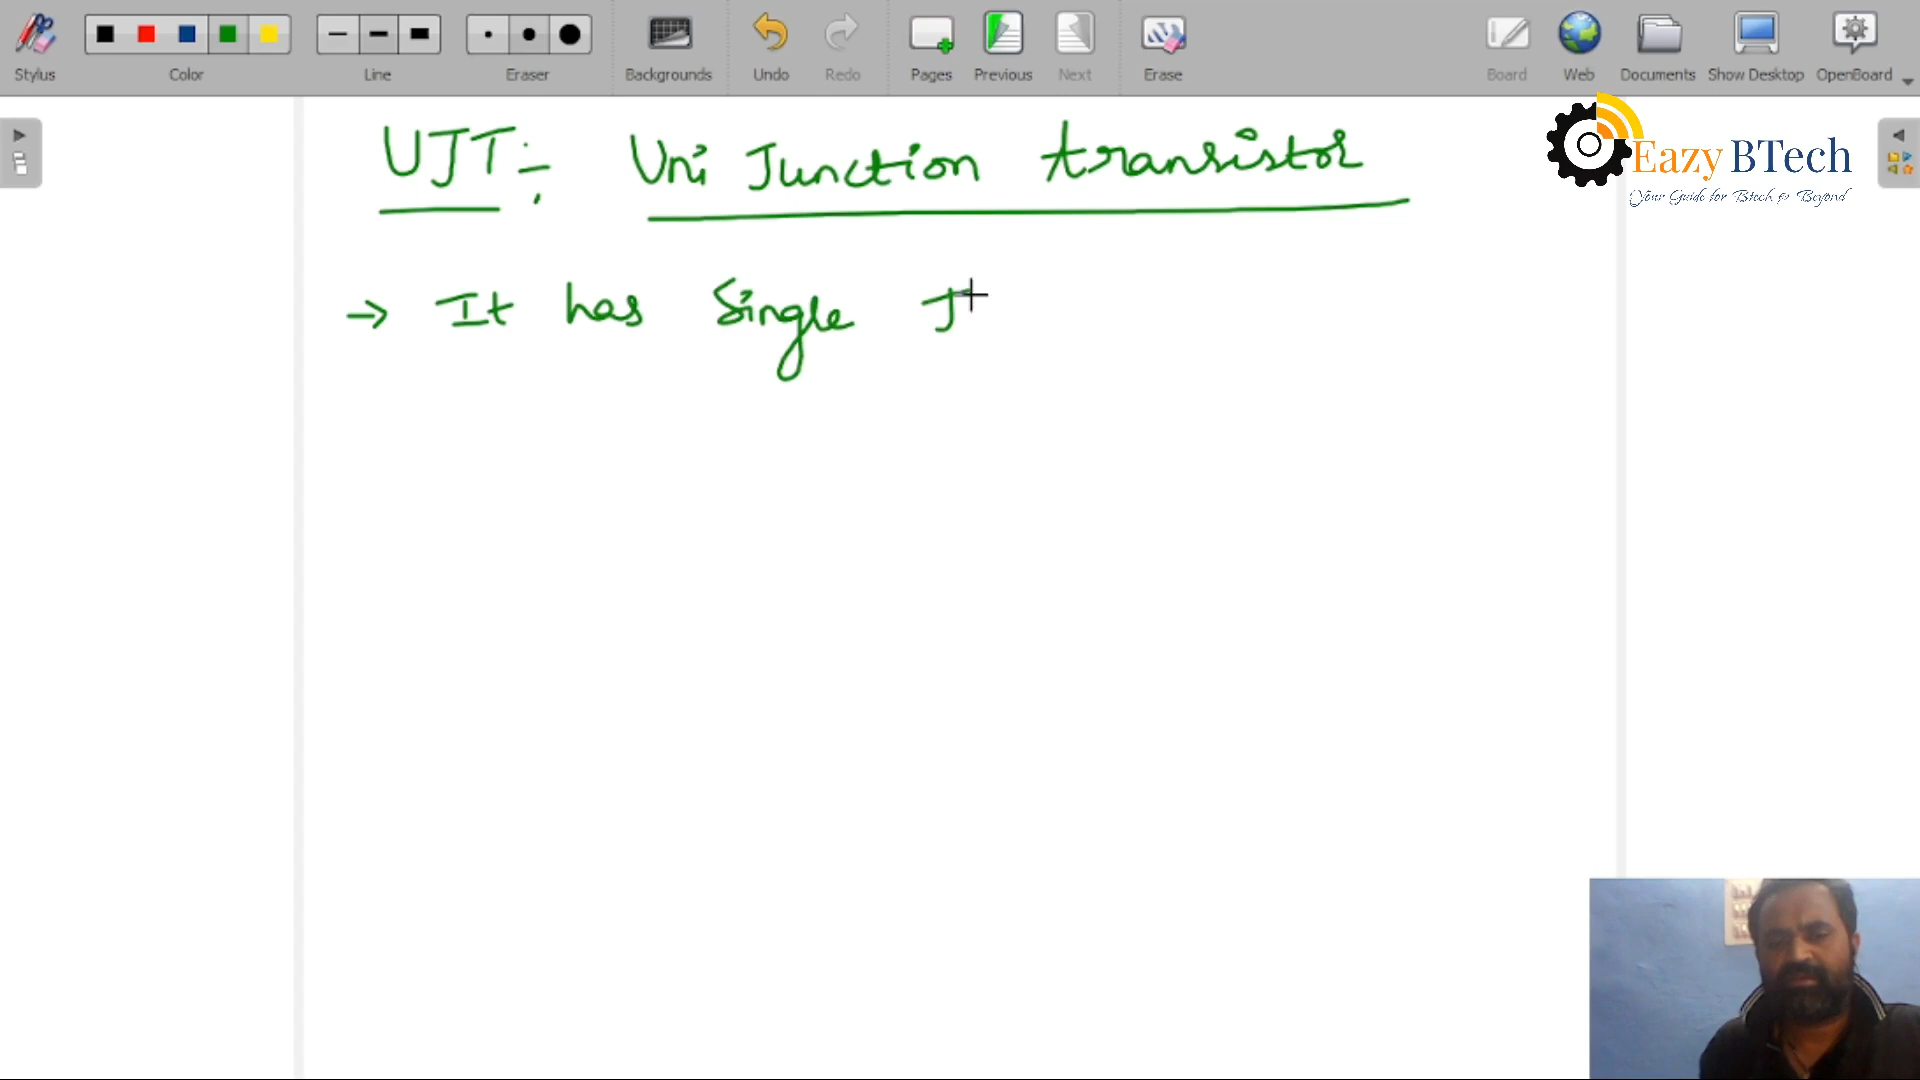 Stylus
Color
Line
Eraser
Backgrounds
Undo
Redo
Pages
Previous
Next
Erase
Board
Web
Documents
Show Desktop
OpenBoard
Eazy BTech
Your Guide for Btech & Beyond
UJT:- Uni Junction transistor
→ It has Single J